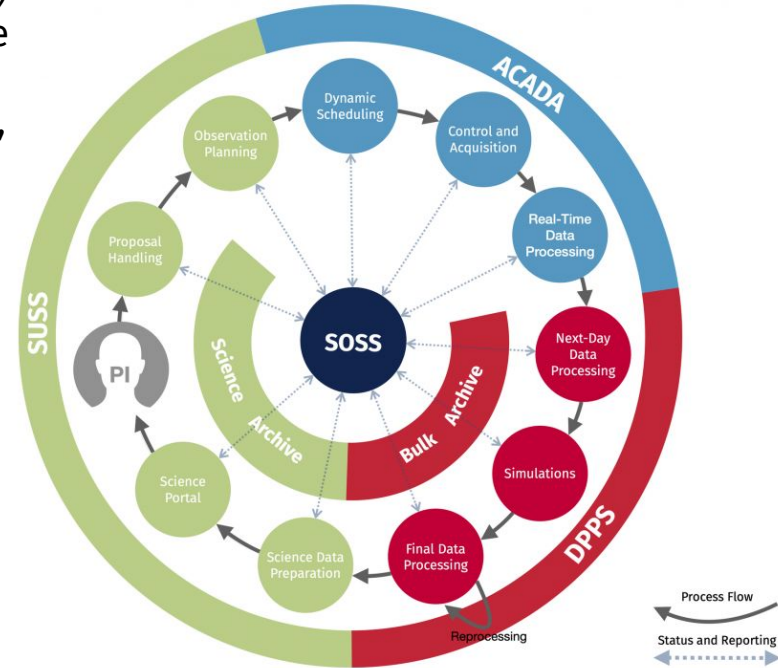 e
,
ACADA
Dynamic
Scheduling
Observation
Planning
Control and
Acquisition
Real-Time
Data
Processing
Proposal
Handling
SUSS
SOSS
Next-Day
Data
Processing
PI
Science
Archive
Bulk
Archive
Science
Portal
Simulations
DPPS
Science Data
Preparation
Final Data
Processing
Reprocessing
Process Flow
Status and Reporting